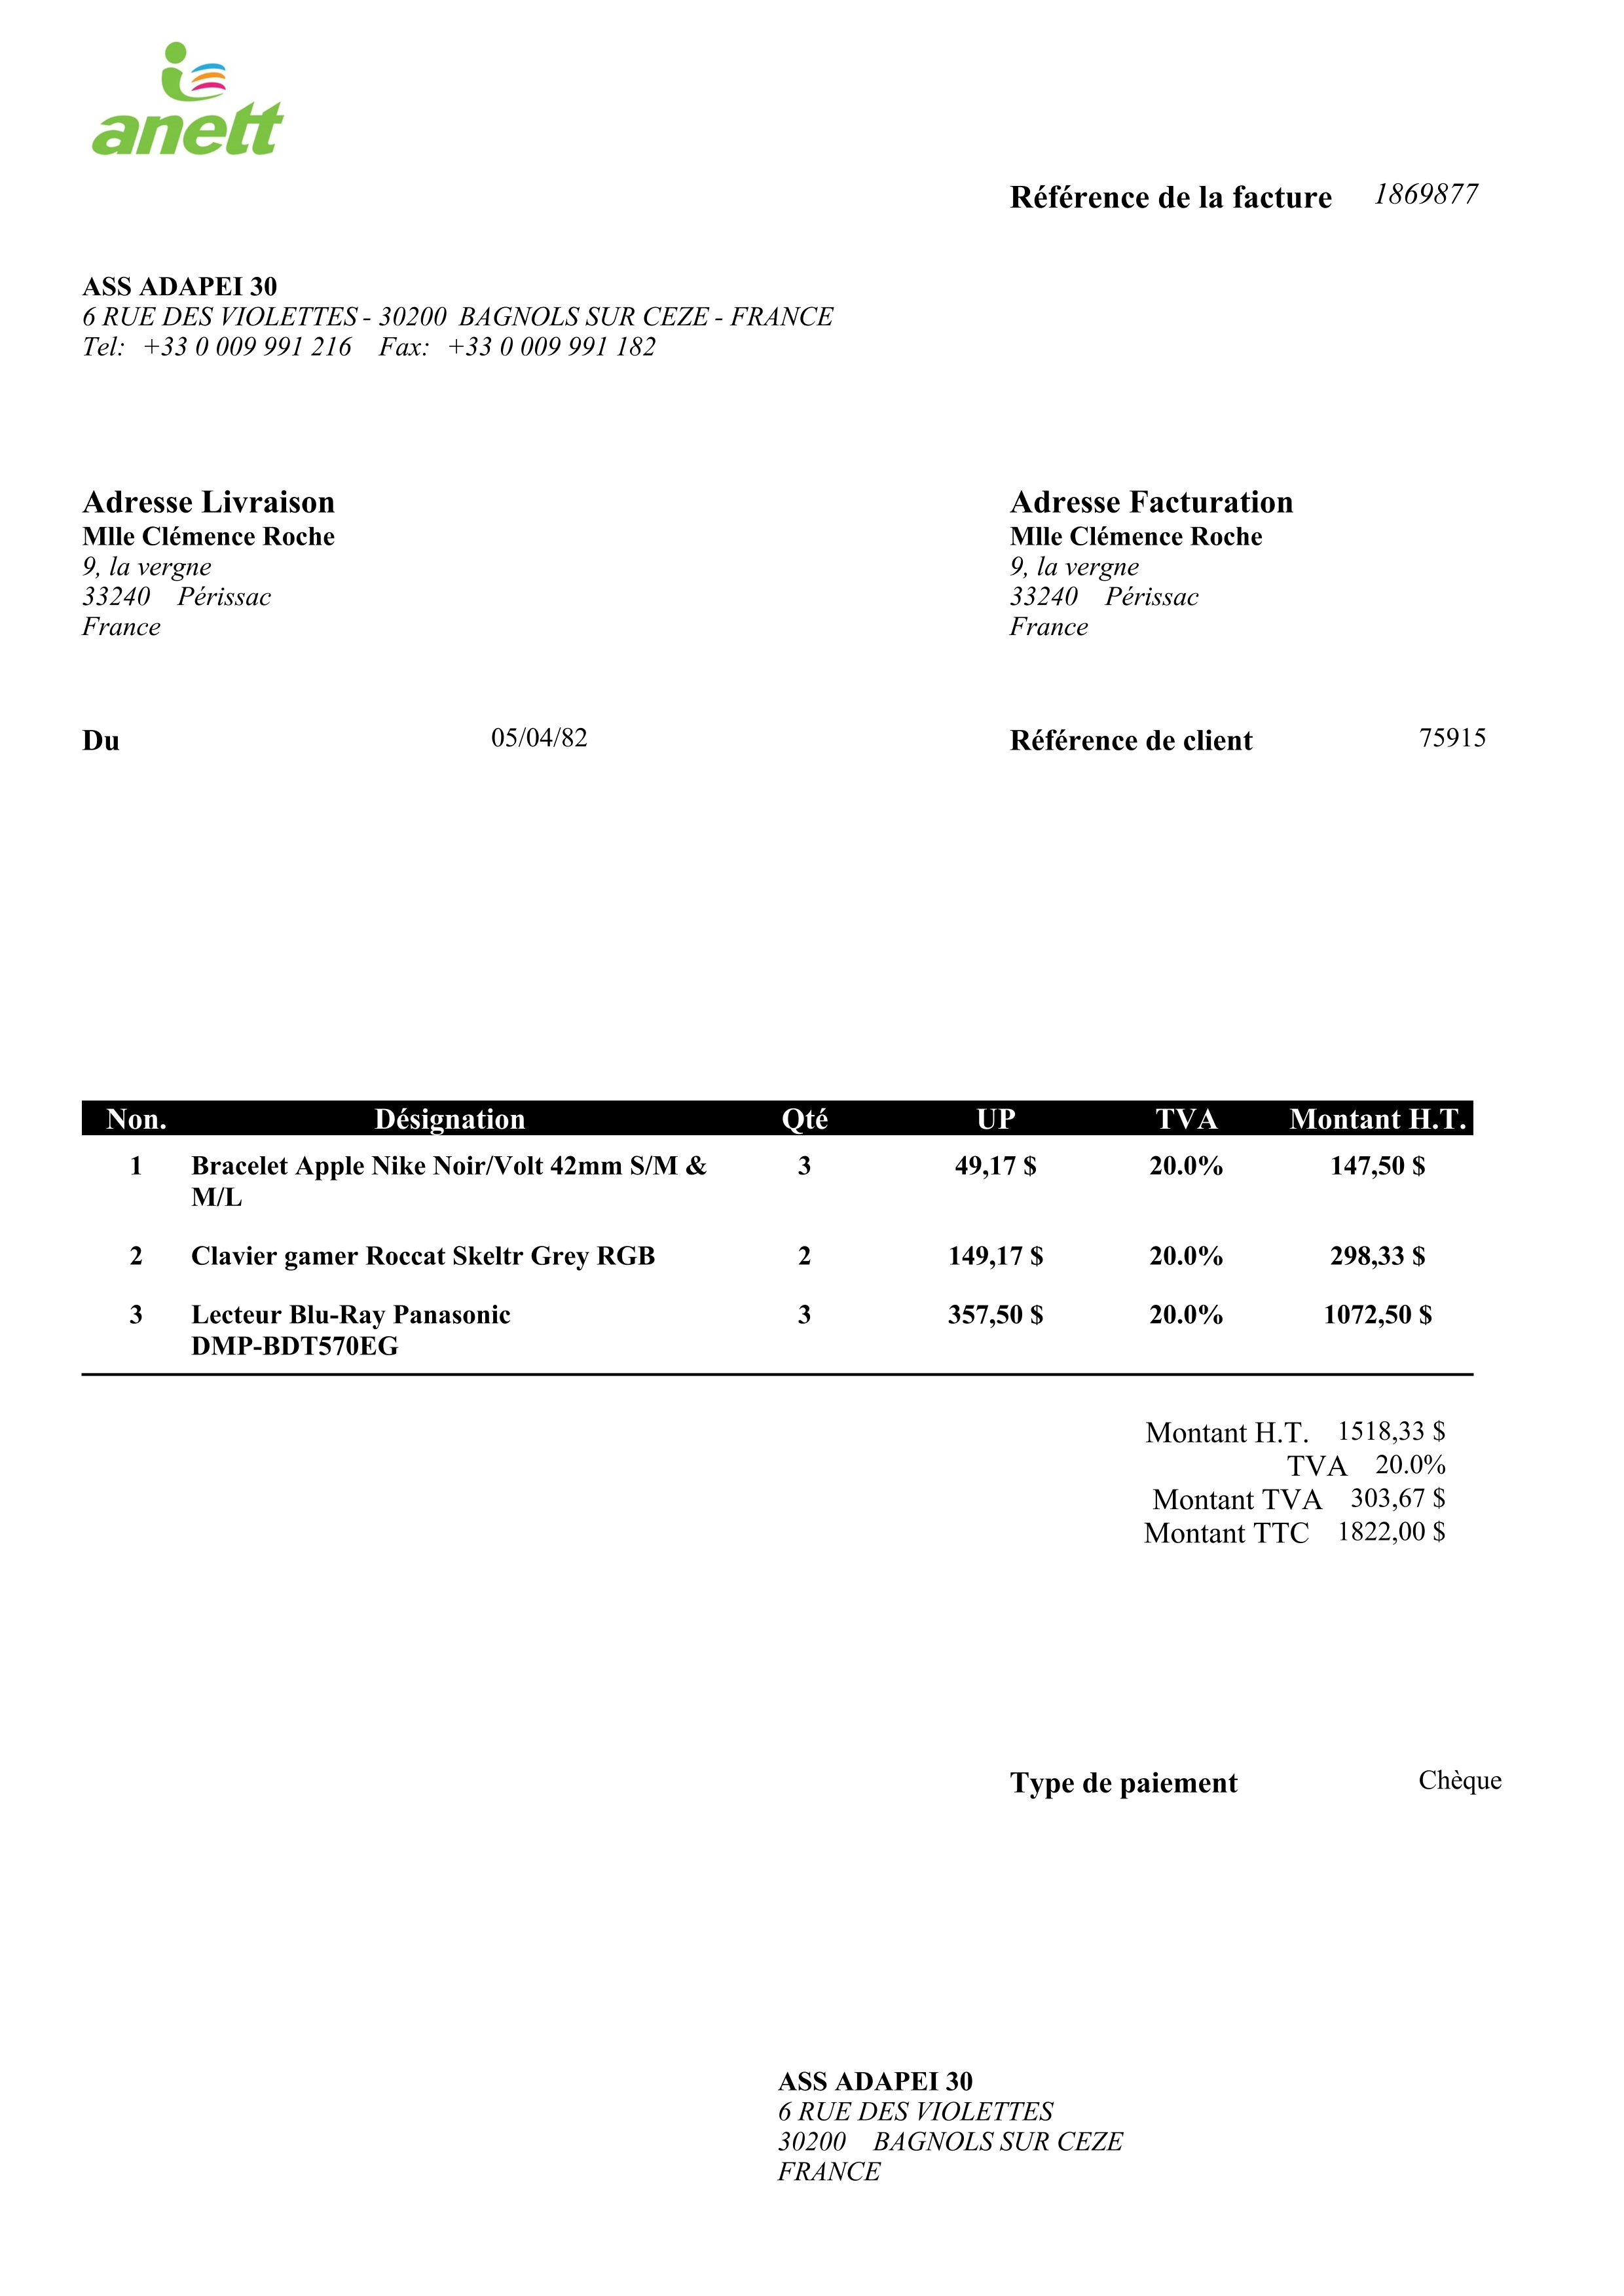 anett
Référence de la facture 1869877
ASS ADAPEI 30
6 RUE DES VIOLETTES - 30200 BAGNOLS SUR CEZE - FRANCE
Tel: +33 0 009 991 216 Fax: +33 0 009 991 182
Adresse Livraison
Mlle Clémence Roche
9, la vergne
33240 Périssac
France
Adresse Facturation
Mlle Clémence Roche
9, la vergne
33240 Périssac
France
Du 05/04/82
Référence de client 75915
Non. Désignation Qté UP TVA Montant H.T.
1 Bracelet Apple Nike Noir/Volt 42mm S/M & 3 49,17 $ 20.0% 147,50 $
M/L
2 Clavier gamer Roccat Skeltr Grey RGB 2 149,17 $ 20.0% 298,33 $
3 Lecteur Blu-Ray Panasonic 3 357,50 $ 20.0% 1072,50 $
DMP-BDT570EG
Montant H.T. 1518,33 $
TVA 20.0%
Montant TVA 303,67 $
Montant TTC 1822,00 $
Type de paiement Chèque
ASS ADAPEI 30
6 RUE DES VIOLETTES
30200 BAGNOLS SUR CEZE
FRANCE